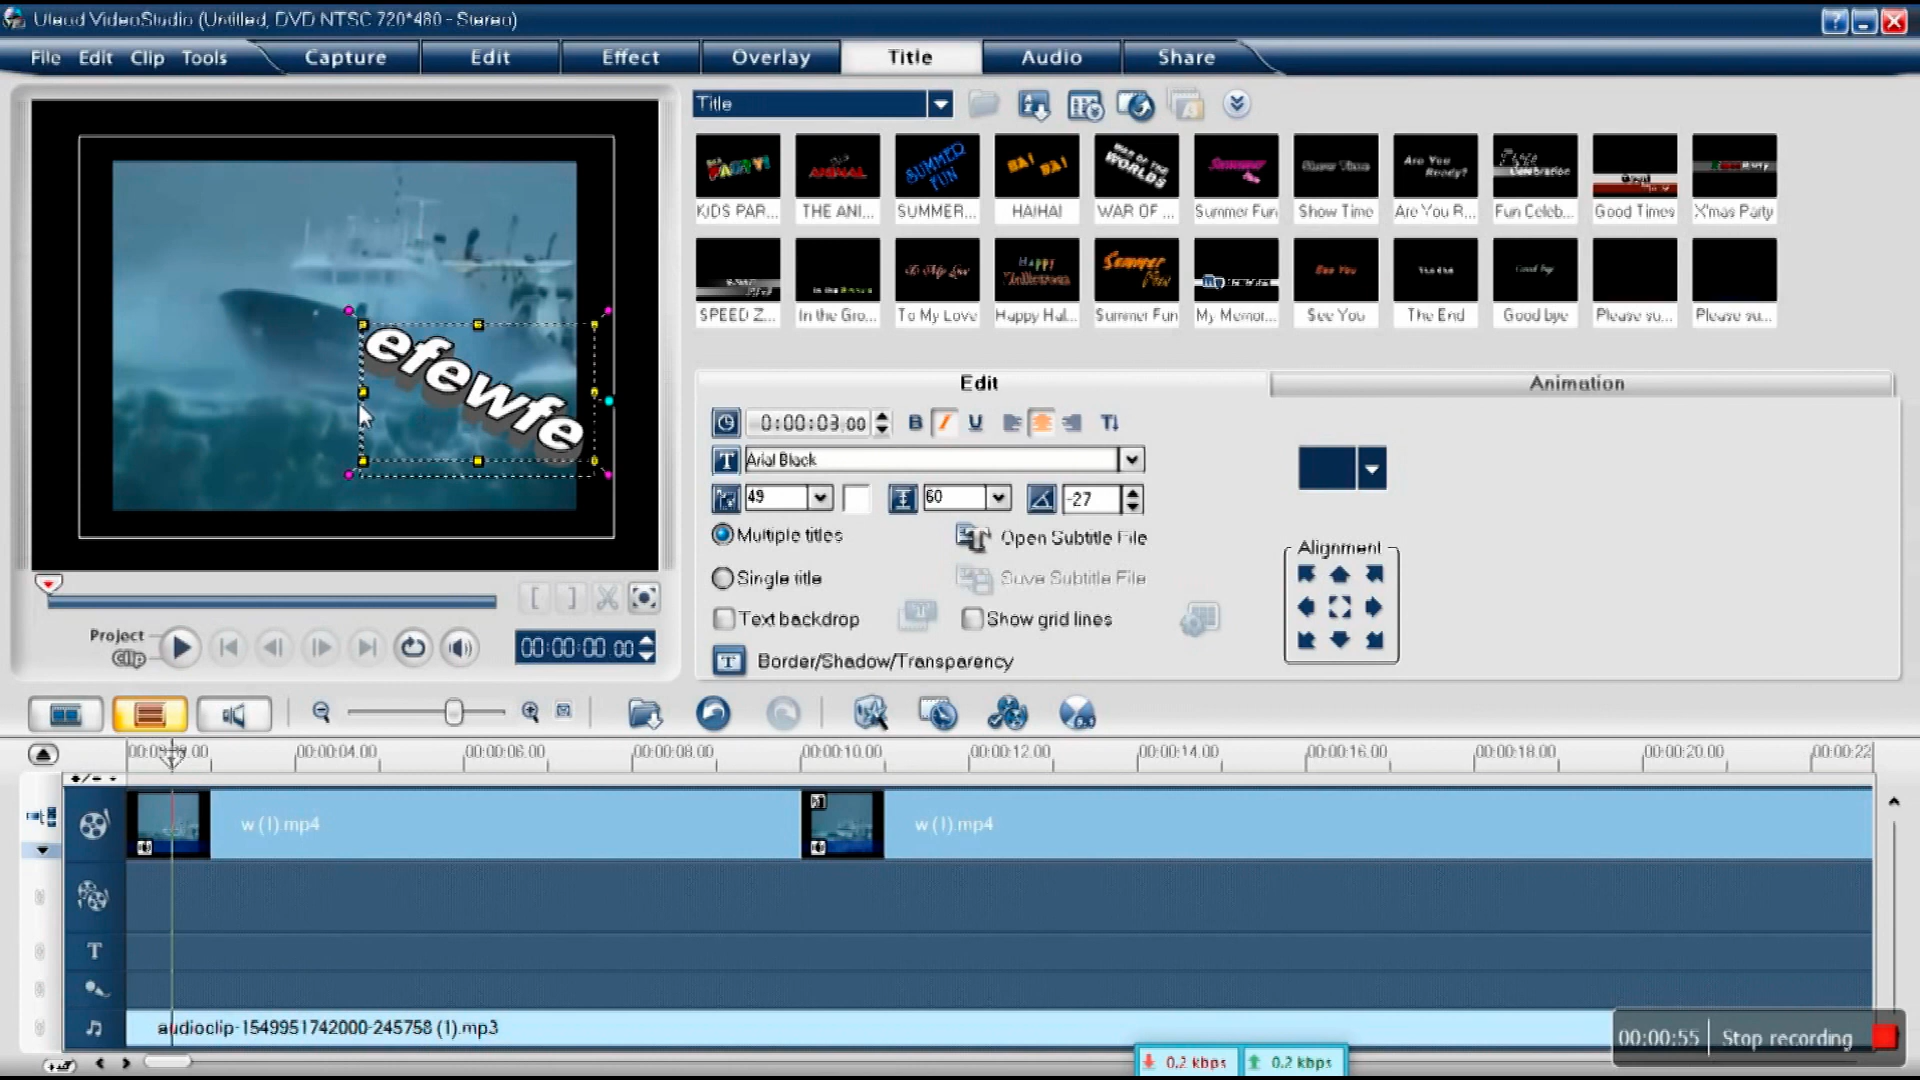 Ulead VideoStudio (Untitled, DVD NTSC 720*480 - Stereo)
File Edit Clip Tools Capture Edit Effect Overlay Title Audio Share
Title
KIDS PAR... THE ANI... SUMMER... HA!HA! WAR OF ... Summer Fun Show Time Are You R... Fun Celeb... Good Times X'mas Party
SPEED Z... In the Gro... To My Love Happy Hal... Summer Fun My Memor... See You The End Good bye Please su... Please su...
efewfe
Edit Animation
0:00:03.00 B I U
Arial Black
49 60 -27
Multiple titles Open Subtitle File
Single title Save Subtitle File
Text backdrop Show grid lines
Border/Shadow/Transparency
Alignment
Project
Clip
00:00:00.00
00:00:04.00 00:00:06.00 00:00:08.00 00:00:10.00 00:00:12.00 00:00:14.00 00:00:16.00 00:00:18.00 00:00:20.00 00:00:22
w (1).mp4 w (1).mp4
T
audioclip-1549951742000-245758 (1).mp3
00:00:55 Stop recording
0.2 kbps 0.2 kbps